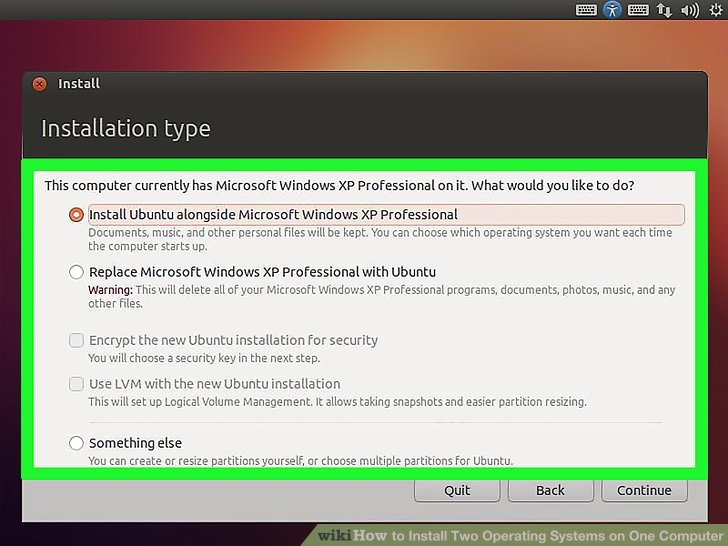 Install
Installation type
This computer currently has Microsoft Windows XP Professional on it. What would you like to do?
Install Ubuntu alongside Microsoft Windows XP Professional
Documents, music, and other personal files will be kept. You can choose which operating system you want each time
the computer starts up.
Replace Microsoft Windows XP Professional with Ubuntu
Warning: This will delete all of your Microsoft Windows XP Professional programs, documents, photos, music, and any
other files.
Encrypt the new Ubuntu installation for security
You will choose a security key in the next step.
Use LVM with the new Ubuntu installation
This will set up Logical Volume Management. It allows taking snapshots and easier partition resizing.
Something else
You can create or resize partitions yourself, or choose multiple partitions for Ubuntu.
Quit Back Continue
wikiHow to Install Two Operating Systems on One Computer